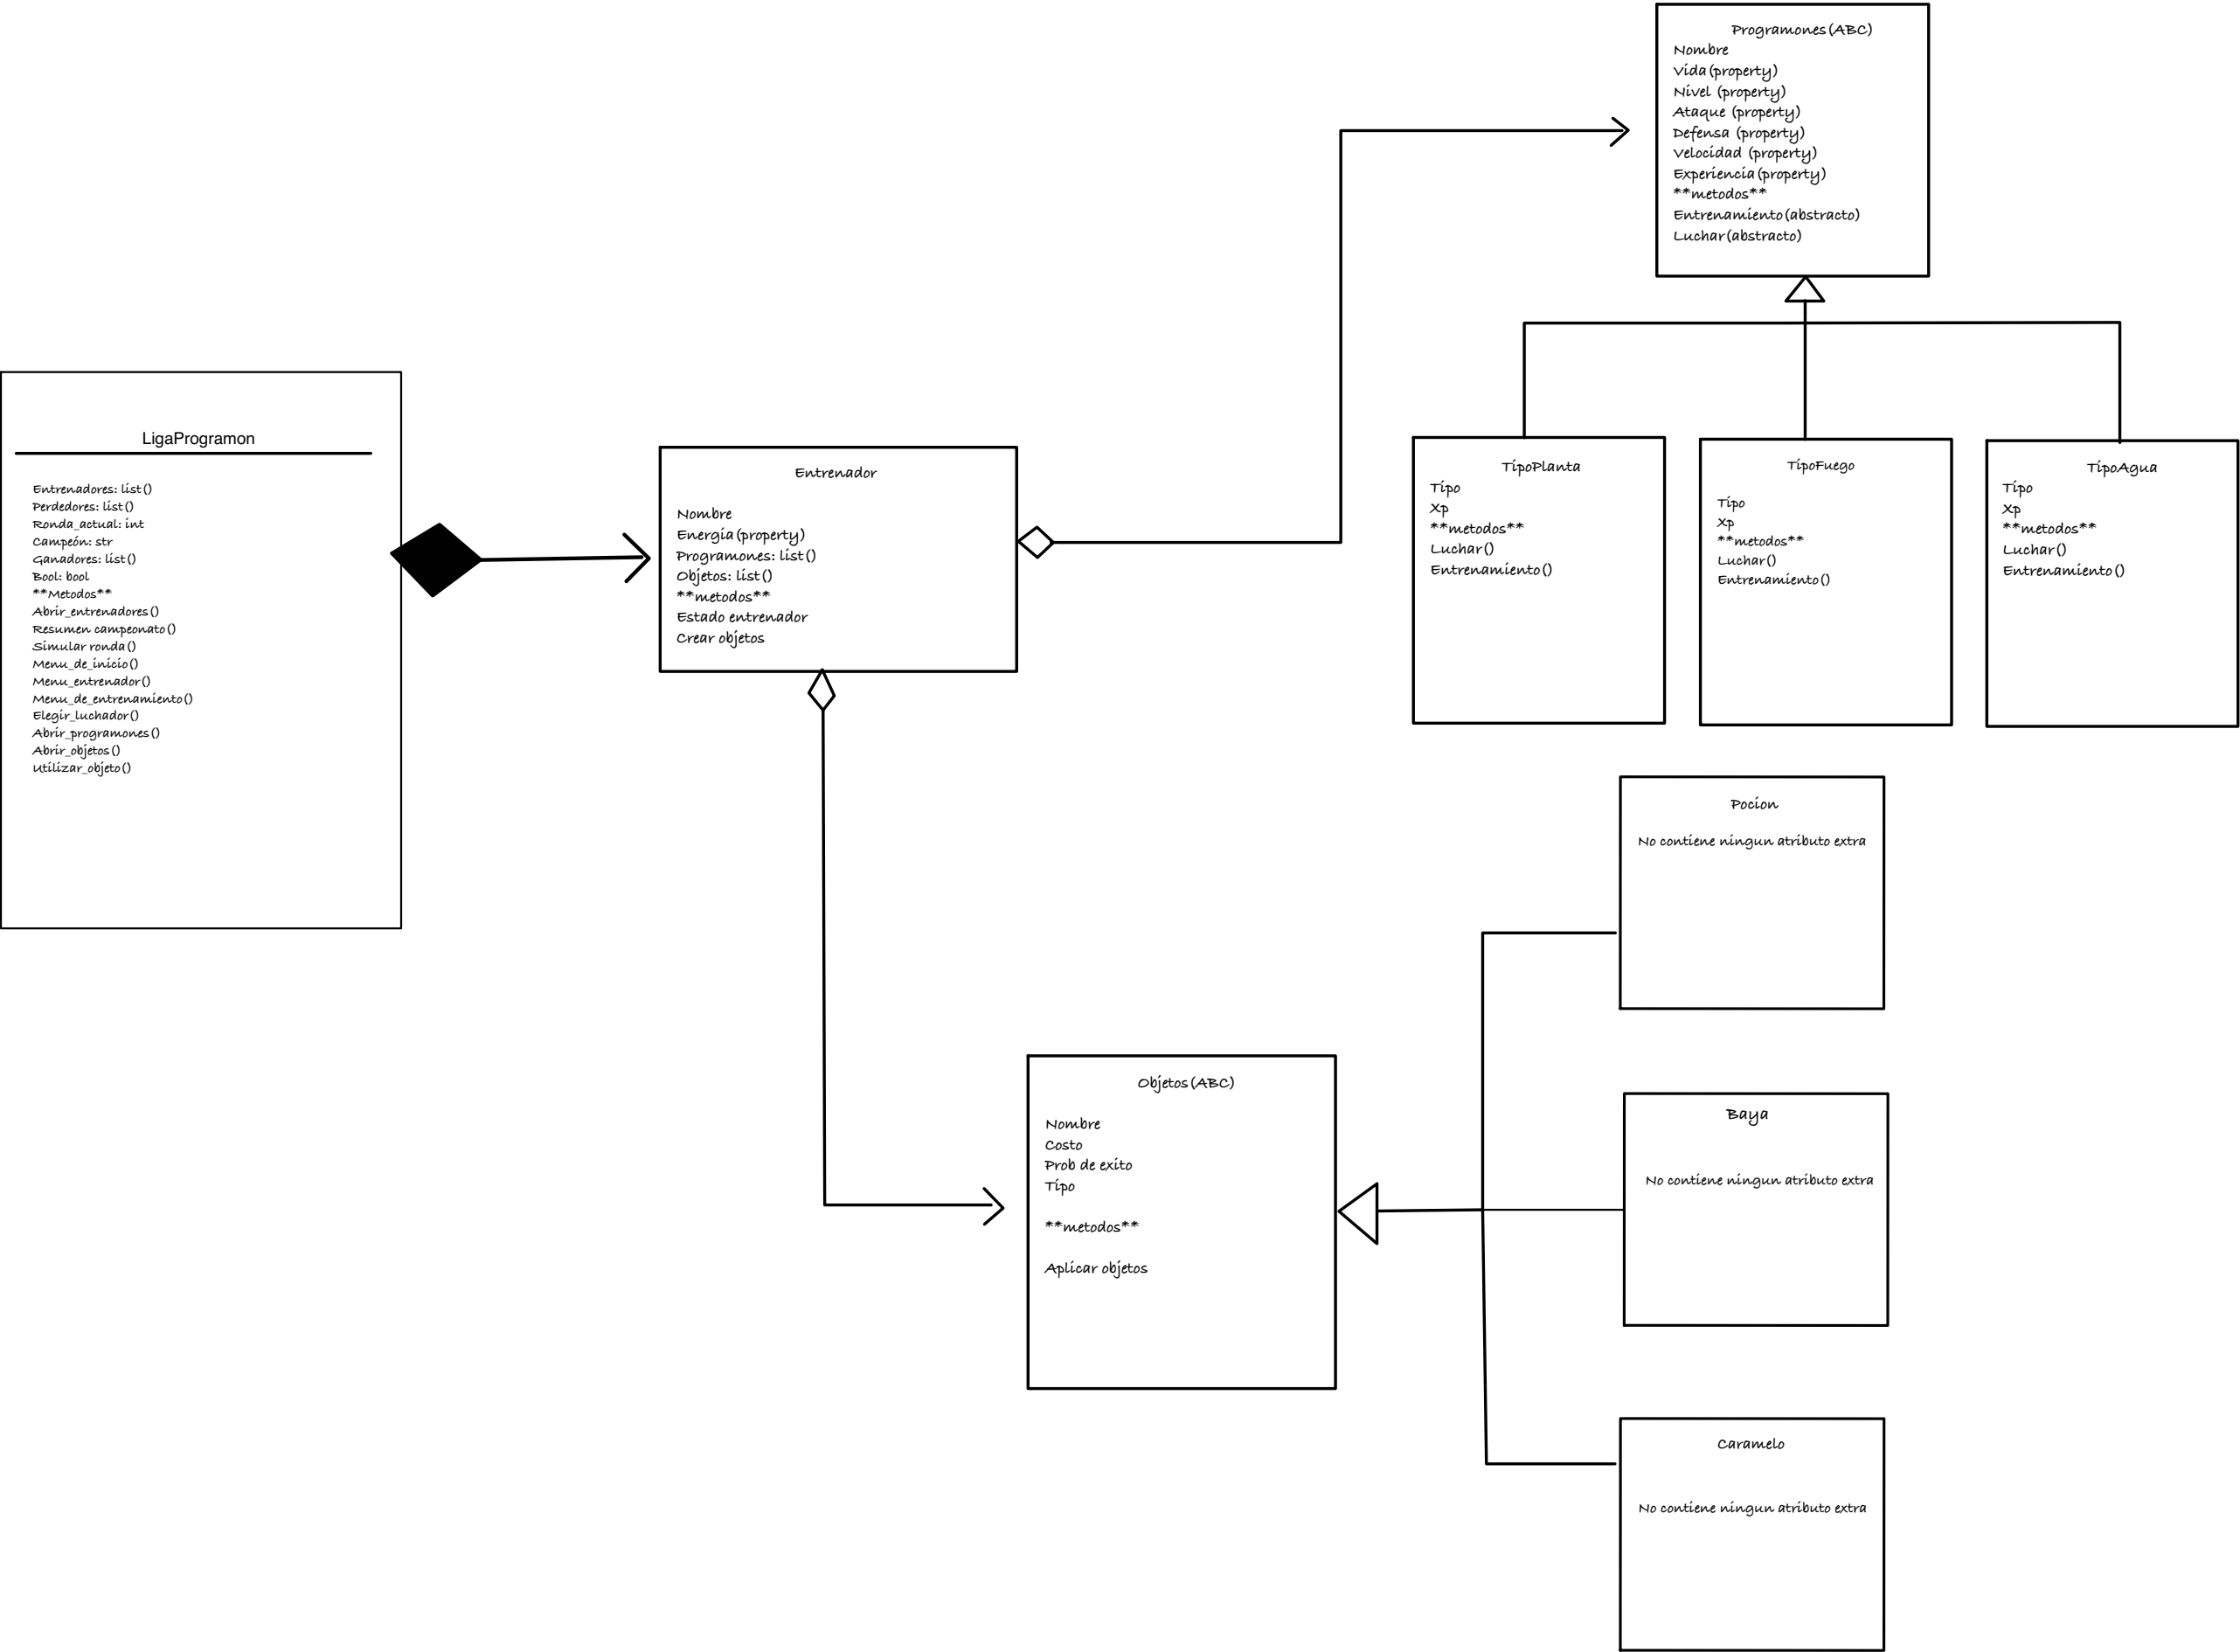 LigaProgramon
Entrenadores: list()
Perdedores: list()
Ronda_actual: int
Campeón: str
Ganadores: list()
Bool: bool
**Metodos**
Abrir_entrenadores()
Resumen campeonato()
Simular ronda()
Menu_de_inicio()
Menu_entrenador()
Menu_de_entrenamiento()
Elegir_luchador()
Abrir_programones()
Abrir_objetos()
Utilizar_objeto()
Entrenador
Nombre
Energia(property)
Programones: list()
Objetos: list()
**metodos**
Estado entrenador
Crear objetos
Programones(ABC)
Nombre
Vida(property)
Nivel (property)
Ataque (property)
Defensa (property)
Velocidad (property)
Experiencia(property)
**metodos**
Entrenamiento(abstracto)
Luchar(abstracto)
TipoPlanta
Tipo
Xp
**metodos**
Luchar()
Entrenamiento()
TipoFuego
Tipo
Xp
**metodos**
Luchar()
Entrenamiento()
TipoAgua
Tipo
Xp
**metodos**
Luchar()
Entrenamiento()
Objetos(ABC)
Nombre
Costo
Prob de exito
Tipo
**metodos**
Aplicar objetos
Pocion
No contiene ningun atributo extra
Baya
No contiene ningun atributo extra
Caramelo
No contiene ningun atributo extra